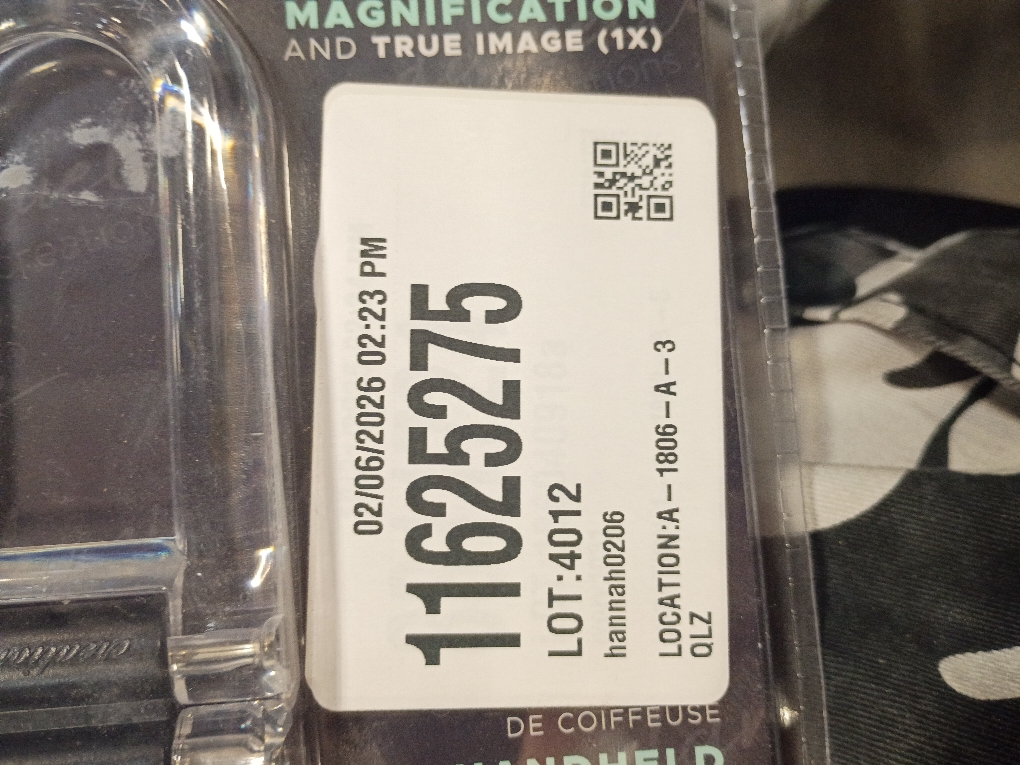 MAGNIFICATION
AND TRUE IMAGE (1X)
02/06/2026 02:23 PM
11625275
LOT:4012
hannah0206
LOCATION:A-1806-A-3
QLZ
DE COIFFEUSE
HANDHELD